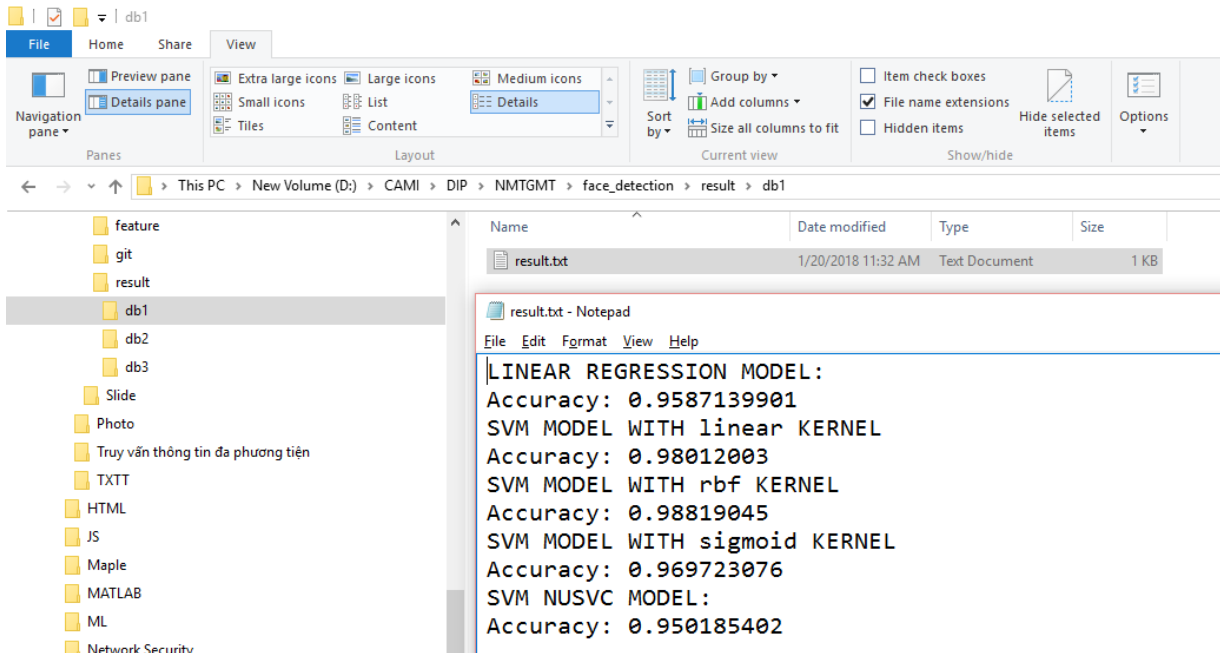 db1
File Home Share View
Preview pane Extra large icons Large icons Medium icons Group by Item check boxes
Details pane Small icons List Details Add columns File name extensions
Navigation pane Tiles Content Sort by Size all columns to fit Hidden items Hide selected items Options
Panes Layout Current view Show/hide
This PC > New Volume (D:) > CAMI > DIP > NMTGMT > face_detection > result > db1
feature
git
result
db1
db2
db3
Slide
Photo
Truy vấn thông tin đa phương tiện
TXTT
HTML
JS
Maple
MATLAB
ML
Network Security
Name Date modified Type Size
result.txt 1/20/2018 11:32 AM Text Document 1 KB
result.txt - Notepad
File Edit Format View Help
LINEAR REGRESSION MODEL:
Accuracy: 0.9587139901
SVM MODEL WITH linear KERNEL
Accuracy: 0.98012003
SVM MODEL WITH rbf KERNEL
Accuracy: 0.98819045
SVM MODEL WITH sigmoid KERNEL
Accuracy: 0.969723076
SVM NUSVC MODEL:
Accuracy: 0.950185402